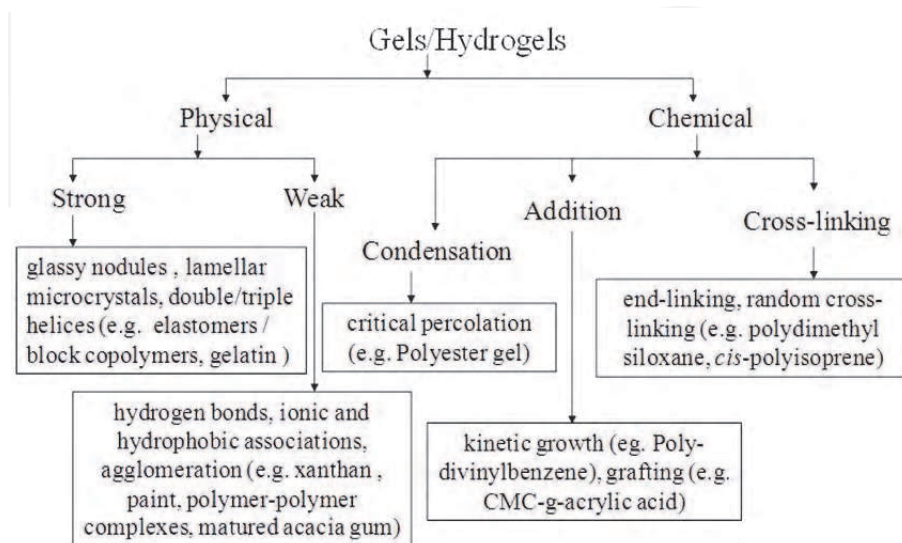 Gels/Hydrogels
Physical
Chemical
Strong
Weak
Condensation
Addition
Cross-linking
glassy nodules , lamellar
microcrystals, double/triple
helices (e.g. elastomers /
block copolymers, gelatin )
hydrogen bonds, ionic and
hydrophobic associations,
agglomeration (e.g. xanthan ,
paint, polymer-polymer
complexes, matured acacia gum)
critical percolation
(e.g. Polyester gel)
kinetic growth (eg. Poly-
divinylbenzene), grafting (e.g.
CMC-g-acrylic acid)
end-linking, random cross-
linking (e.g. polydimethyl
siloxane, cis-polyisoprene)